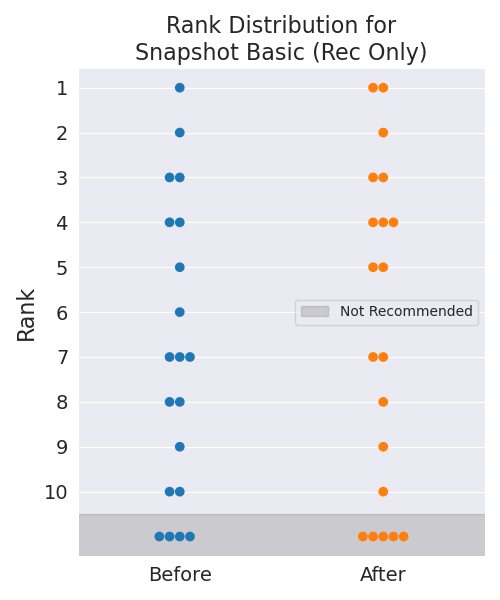 Rank Distribution for
Snapshot Basic (Rec Only)
1
2
3
4
5
6
7
8
9
10
Rank
Not Recommended
Before
After